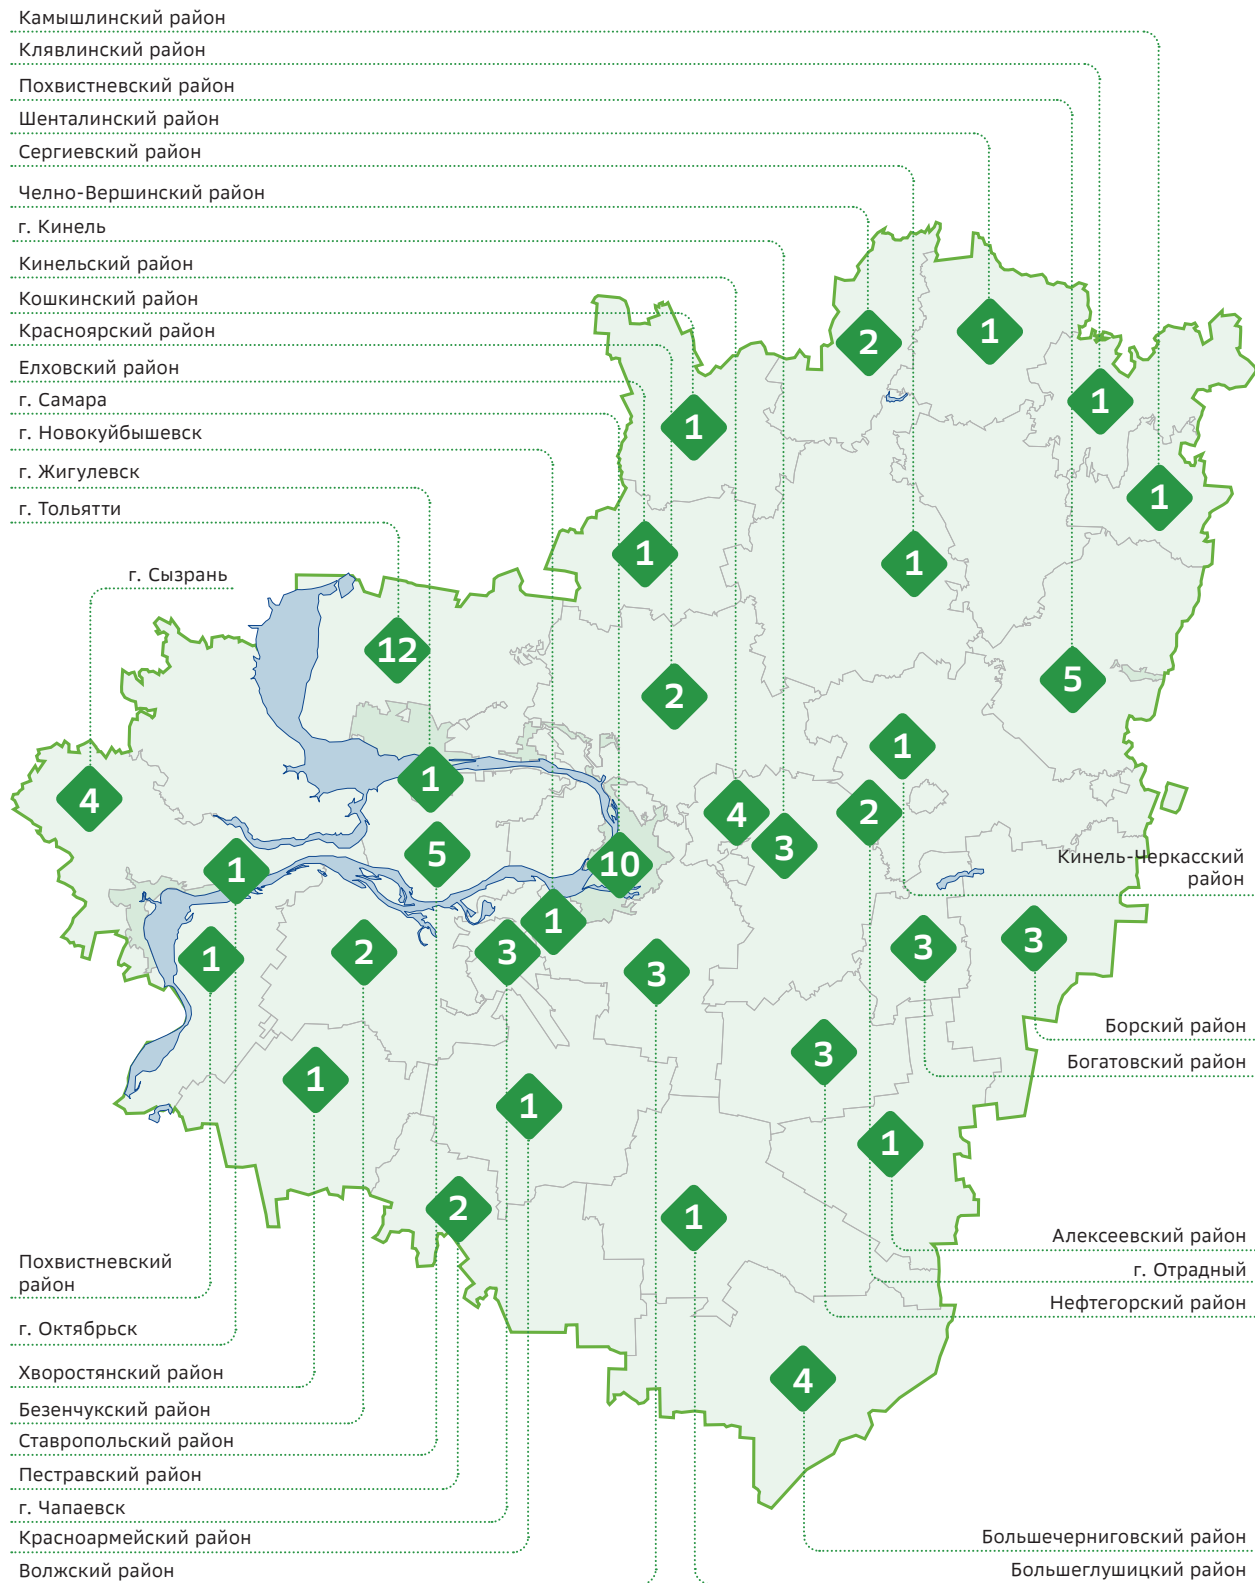 Камышлинский район
Клявлинский район
Похвистневский район
Шенталинский район
Сергиевский район
Челно-Вершинский район
г. Кинель
Кинельский район
Кошкинский район
Красноярский район
Елховский район
г. Самара
г. Новокуйбышевск
г. Жигулевск
г. Тольятти
г. Сызрань
2
1
1
1
1
1
1
12
2
5
1
1
4
4
2
3
5
1
10
Кинель-Черкасский
район
1
3
3
1
2
3
3
3
Борский район
Богатовский район
1
1
1
2
1
Алексеевский район
г. Отрадный
Нефтегорский район
Похвистневский
район
г. Октябрьск
Хворостянский район
4
Безенчукский район
Ставропольский район
Пестравский район
г. Чапаевск
Красноармейский район
Волжский район
Большечерниговский район
Большеглушицкий район